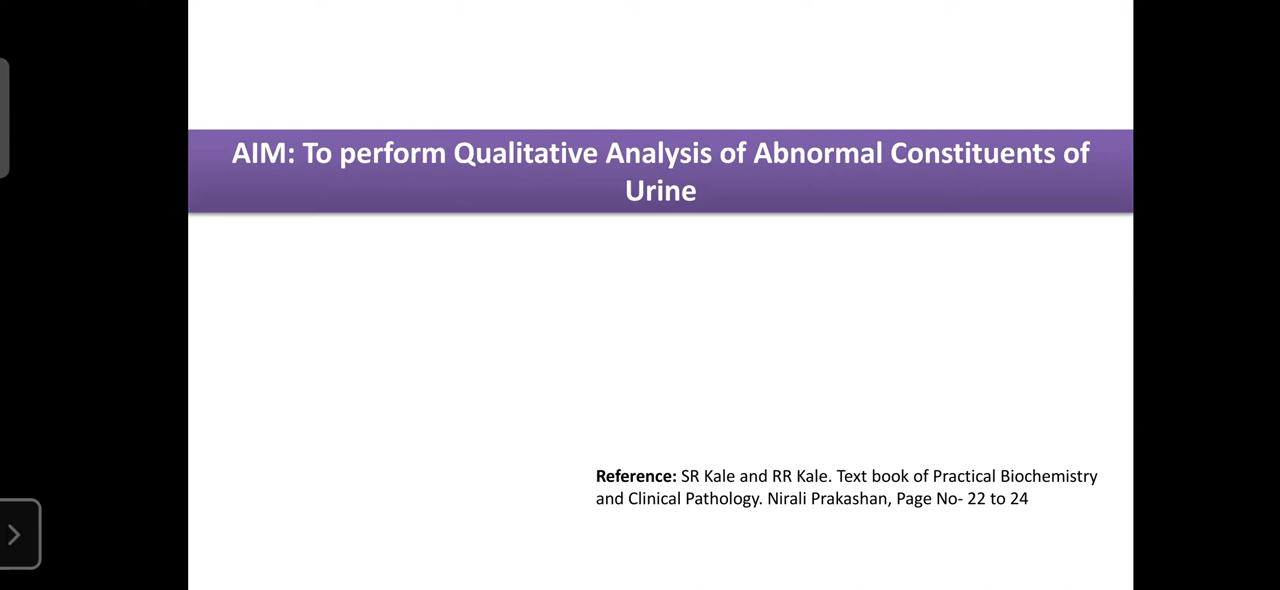 AIM: To perform Qualitative Analysis of Abnormal Constituents of
Urine
Reference: SR Kale and RR Kale. Text book of Practical Biochemistry
and Clinical Pathology. Nirali Prakashan, Page No- 22 to 24